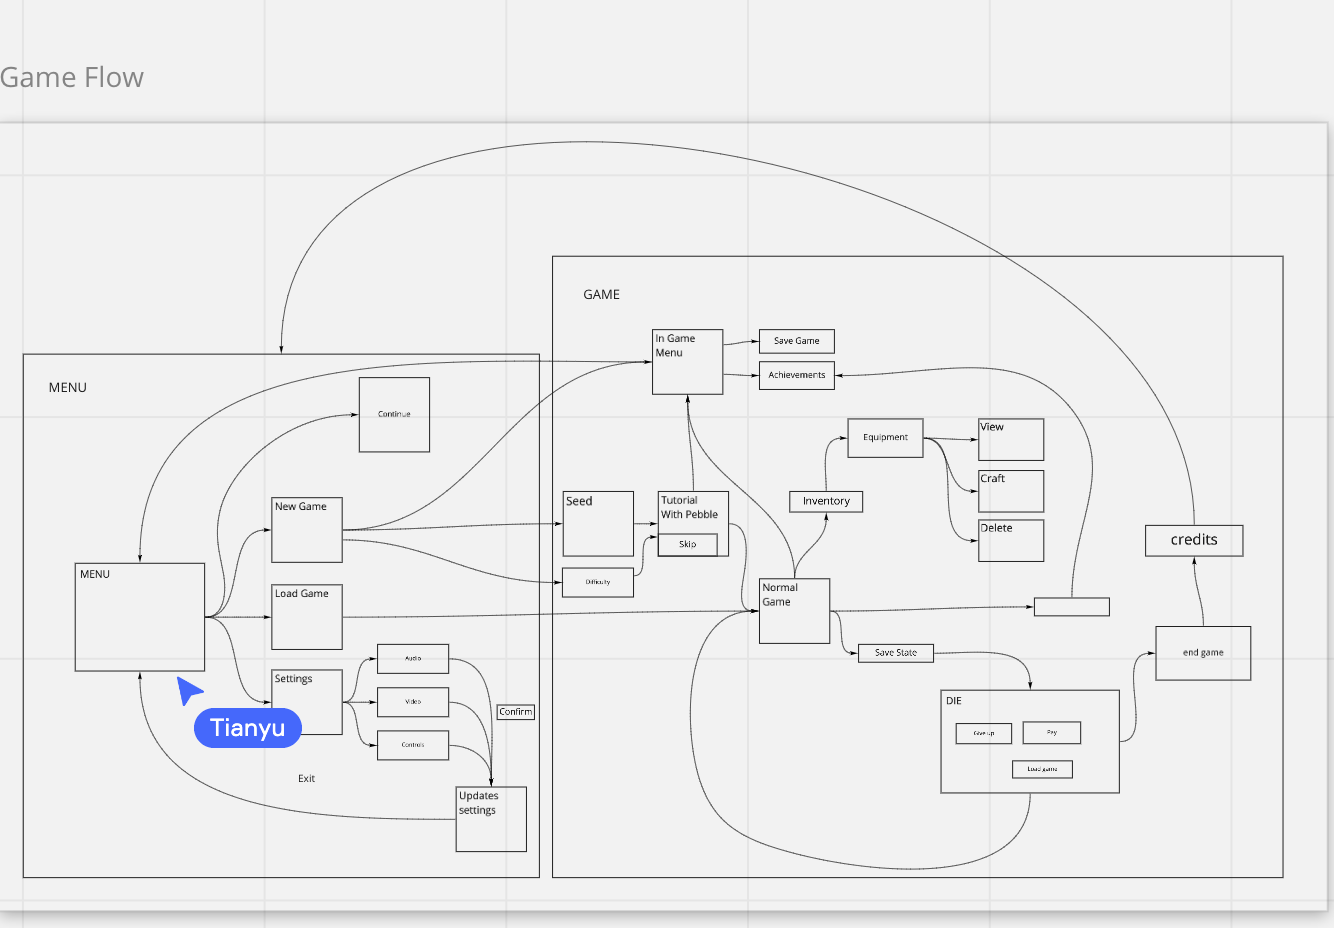 Game Flow
GAME
In Game
Menu
Save Game
Achievements
MENU
Continue
Equipment
View
Craft
Delete
Inventory
New Game
Seed
Tutorial
With Pebble
Skip
Difficulty
credits
MENU
Load Game
Normal
Game
Save State
end game
Settings
Audio
Video
Controls
Confirm
Tianyu
DIE
Give up
Pay
Load game
Exit
Updates
settings